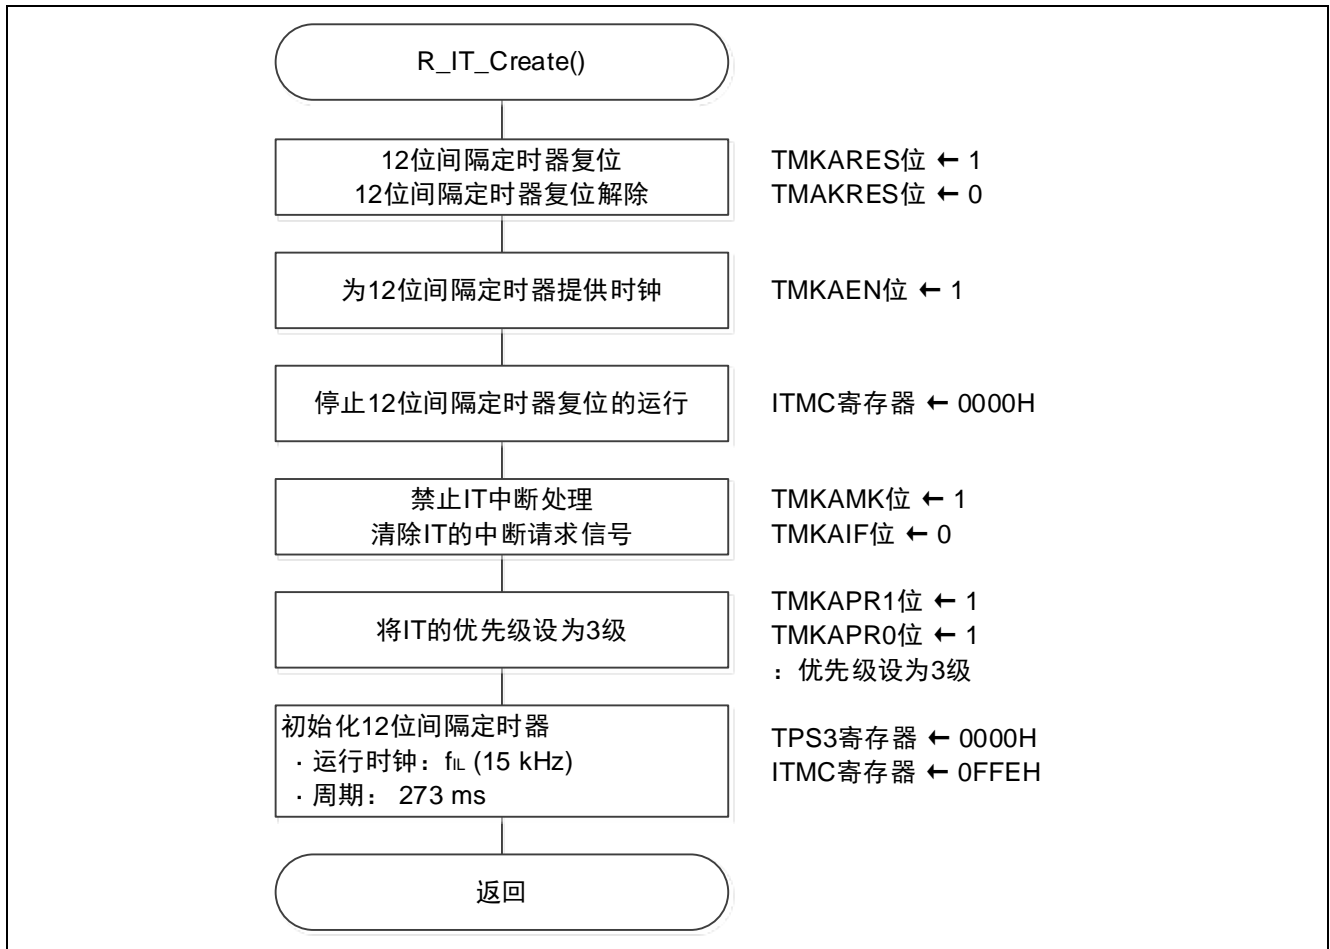 R_IT_Create()
12位间隔定时器复位
12位间隔定时器复位解除
TMKARES位 ← 1
TMAKRES位 ← 0
为12位间隔定时器提供时钟
TMKAEN位 ← 1
停止12位间隔定时器复位的运行
ITMC寄存器 ← 0000H
禁止IT中断处理
清除IT的中断请求信号
TMKAMK位 ← 1
TMKAIF位 ← 0
将IT的优先级设为3级
TMKAPR1位 ← 1
TMKAPR0位 ← 1
：优先级设为3级
初始化12位间隔定时器
· 运行时钟：fIL (15 kHz)
· 周期： 273 ms
TPS3寄存器 ← 0000H
ITMC寄存器 ← 0FFEH
返回